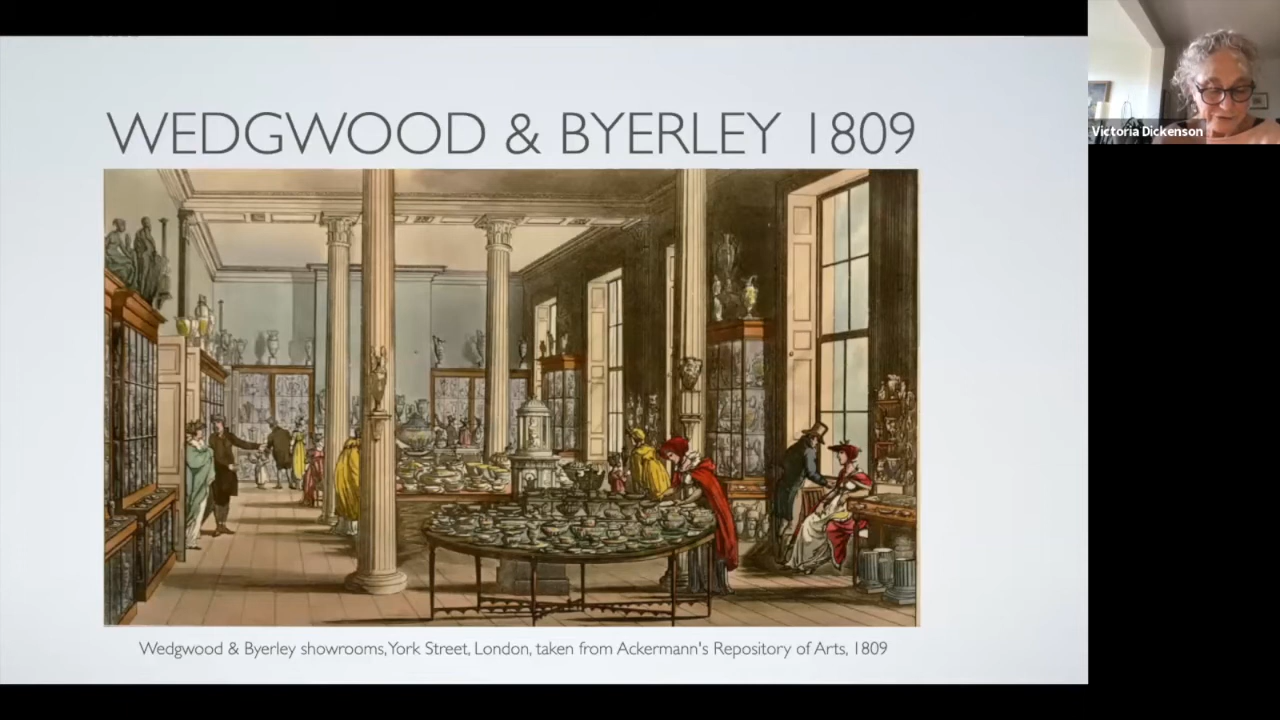 WEDGWOOD & BYERLEY 1809
Victoria Dickenson
Wedgwood & Byerley showrooms, York Street, London, taken from Ackermann's Repository of Arts, 1809